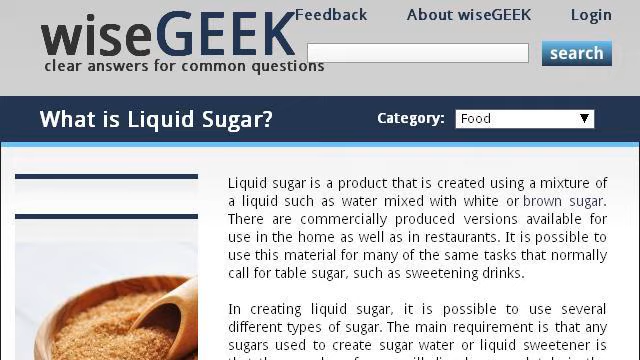 wiseGEEK
clear answers for common questions
Feedback About wiseGEEK Login
search
What is Liquid Sugar?
Category: Food
Liquid sugar is a product that is created using a mixture of
a liquid such as water mixed with white or brown sugar.
There are commercially produced versions available for
use in the home as well as in restaurants. It is possible to
use this material for many of the same tasks that normally
call for table sugar, such as sweetening drinks.
In creating liquid sugar, it is possible to use several
different types of sugar. The main requirement is that any
sugars used to create sugar water or liquid sweetener is